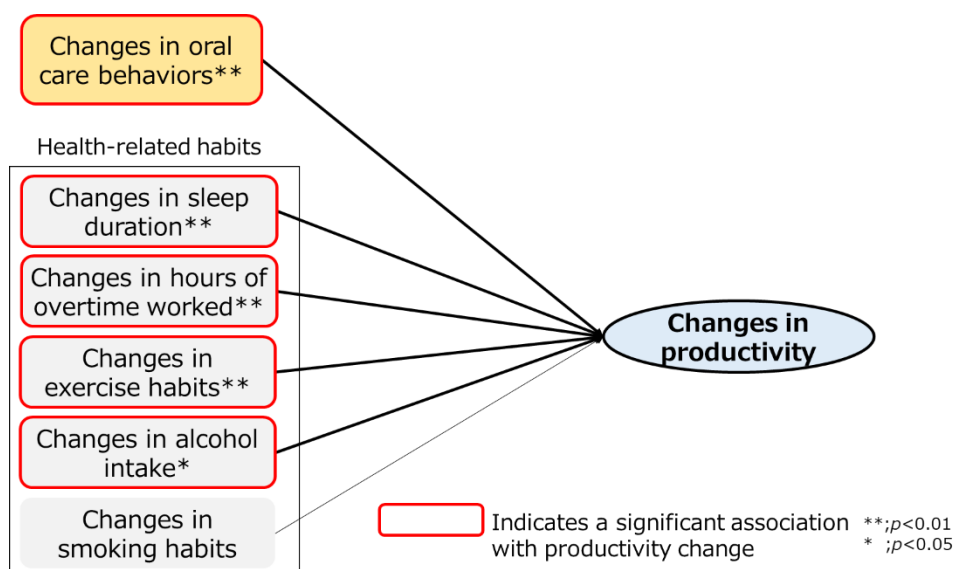 Changes in oral
care behaviors**
Health-related habits
Changes in sleep
duration**
Changes in hours of
overtime worked**
Changes in
exercise habits**
Changes in alcohol
intake*
Changes in
smoking habits
Changes in
productivity
Indicates a significant association
with productivity change
**;p<0.01
* ;p<0.05